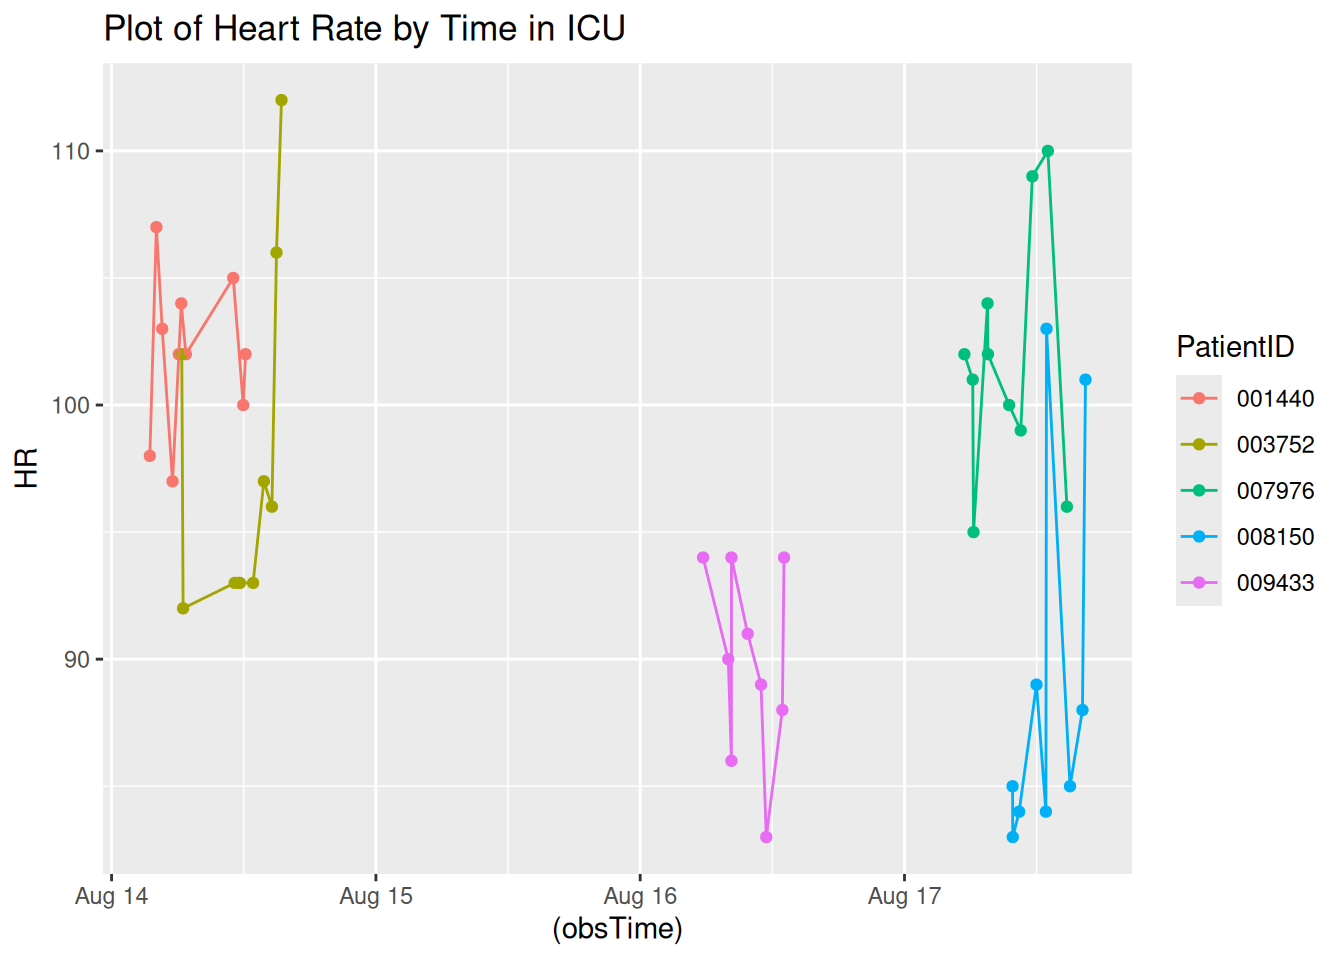 Plot of Heart Rate by Time in ICU
110
100
90
HR
Aug 14
Aug 15
Aug 16
Aug 17
(obsTime)
PatientID
001440
003752
007976
008150
009433